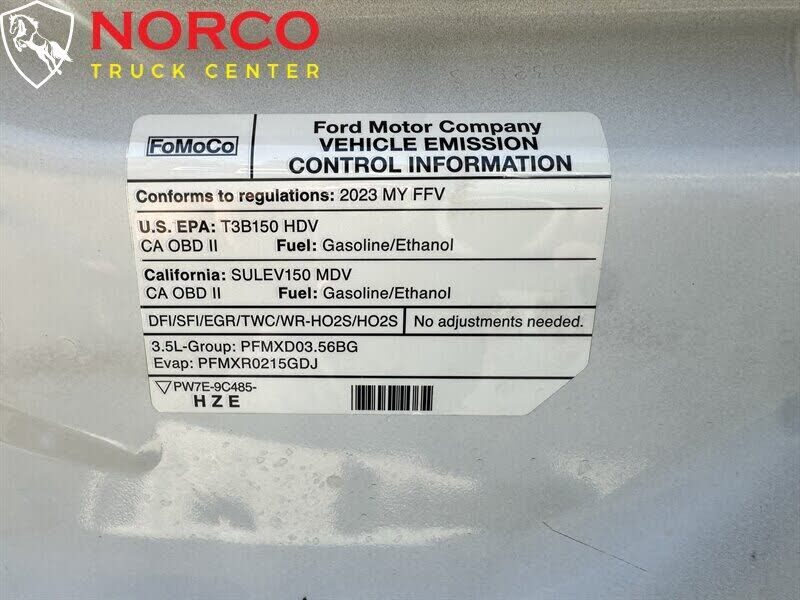 NORCO
TRUCK CENTER
FoMoCo
Ford Motor Company
VEHICLE EMISSION
CONTROL INFORMATION
Conforms to regulations: 2023 MY FFV
U.S. EPA: T3B150 HDV
CA OBD II Fuel: Gasoline/Ethanol
California: SULEV150 MDV
CA OBD II Fuel: Gasoline/Ethanol
DFI/SFI/EGR/TWC/WR-HO2S/HO2S No adjustments needed.
3.5L-Group: PFMXD03.56BG
Evap: PFMXR0215GDJ
PW7E-9C485-
HZE